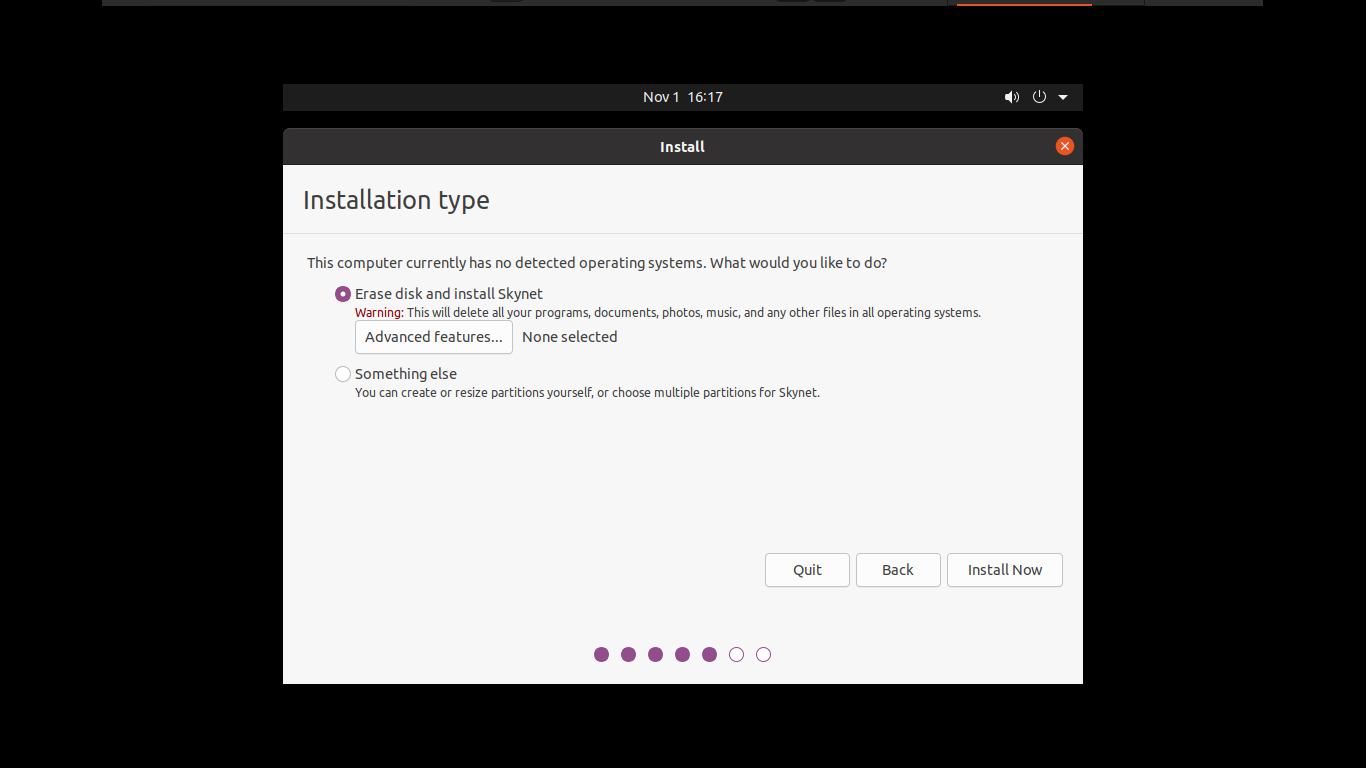 Nov 1 16:17
Install
Installation type
This computer currently has no detected operating systems. What would you like to do?
Erase disk and install Skynet
Warning: This will delete all your programs, documents, photos, music, and any other files in all operating systems.
Advanced features... None selected
Something else
You can create or resize partitions yourself, or choose multiple partitions for Skynet.
Quit Back Install Now